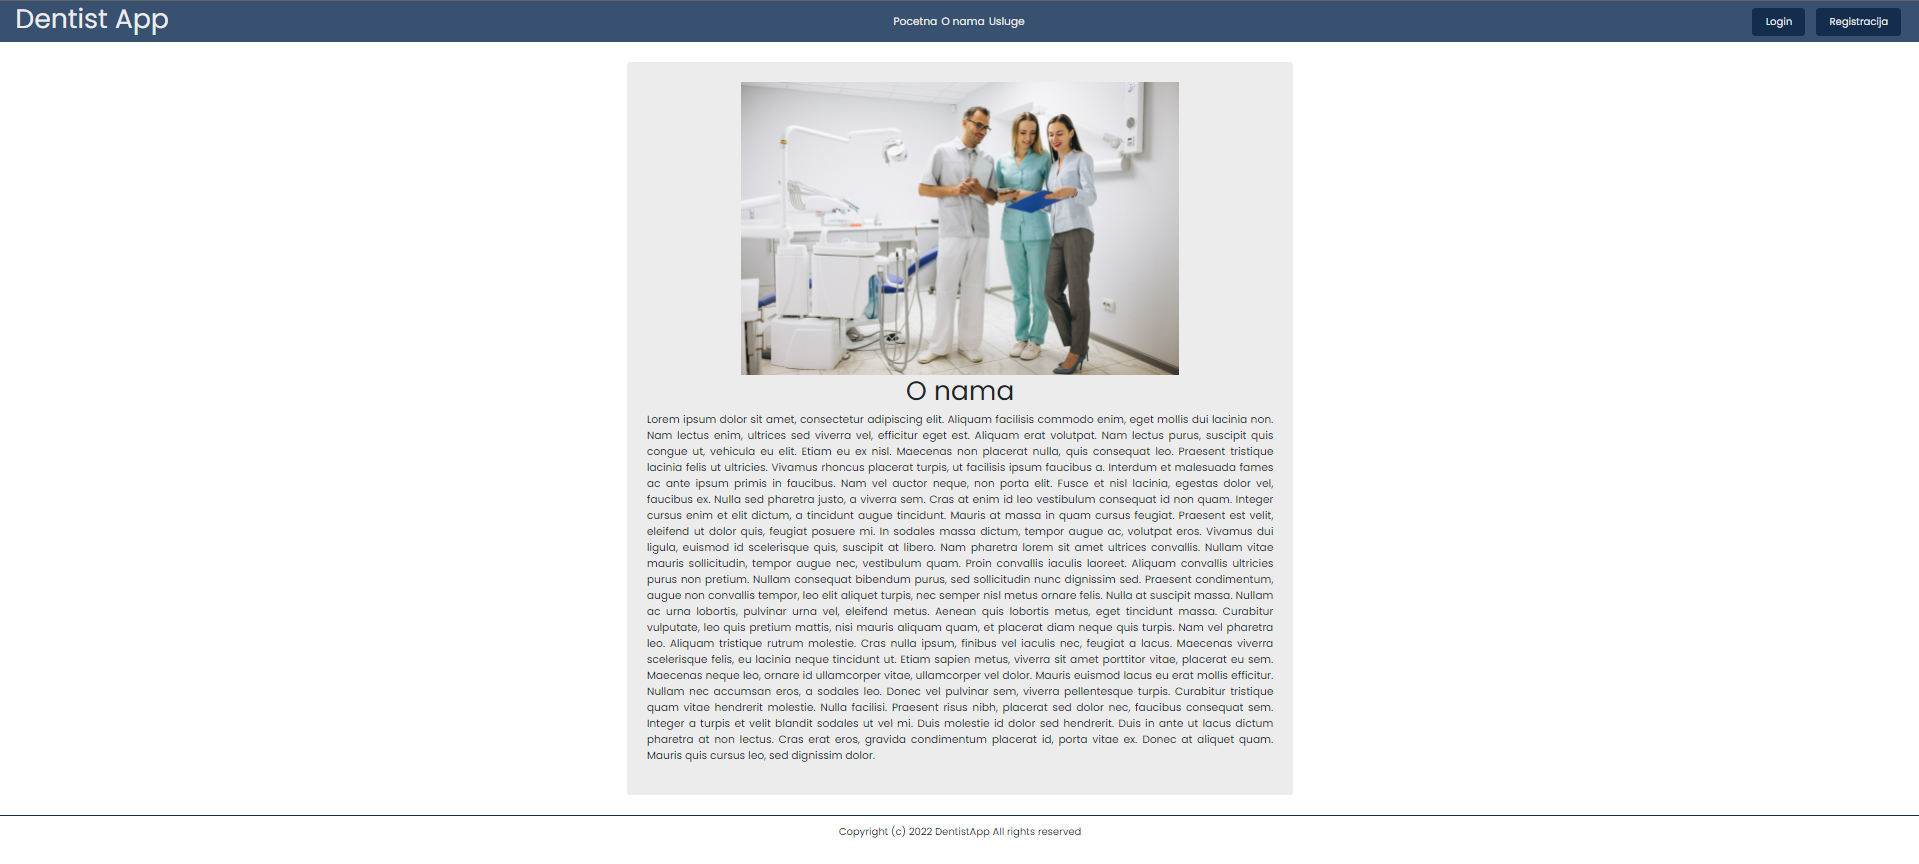 Dentist App
Pocetna O nama Usluge
Login
Registracija
O nama
Lorem ipsum dolor sit amet, consectetur adipiscing elit. Aliquam facilisis commodo enim, eget mollis dui lacinia non.
Nam lectus enim, ultrices sed viverra vel, efficitur eget est. Aliquam erat volutpat. Nam lectus purus, suscipit quis
congue ut, vehicula eu elit. Etiam eu ex nisl. Maecenas non placerat nulla, quis consequat leo. Praesent tristique
lacinia felis ut ultricies. Vivamus rhoncus placerat turpis, ut facilisis ipsum faucibus a. Interdum et malesuada fames
ac ante ipsum primis in faucibus. Nam vel auctor neque, non porta elit. Fusce et nisl lacinia, egestas dolor vel,
faucibus ex. Nulla sed pharetra justo, a viverra sem. Cras at enim id leo vestibulum consequat id non quam. Integer
cursus enim et elit dictum, a tincidunt augue tincidunt. Mauris at massa in quam cursus feugiat. Praesent est velit,
eleifend ut dolor quis, feugiat posuere mi. In sodales massa dictum, tempor augue ac, volutpat eros. Vivamus dui
ligula, euismod id scelerisque quis, suscipit at libero. Nam pharetra lorem sit amet ultrices convallis. Nullam vitae
mauris sollicitudin, tempor augue nec, vestibulum quam. Proin convallis iaculis laoreet. Aliquam convallis ultricies
purus non pretium. Nullam consequat bibendum purus, sed sollicitudin nunc dignissim sed. Praesent condimentum,
augue non convallis tempor, leo elit aliquet turpis, nec semper nisl metus ornare felis. Nulla at suscipit massa. Nullam
ac urna lobortis, pulvinar urna vel, eleifend metus. Aenean quis lobortis metus, eget tincidunt massa. Curabitur
vulputate, leo quis pretium mattis, nisi mauris aliquam quam, et placerat diam neque quis turpis. Nam vel pharetra
leo. Aliquam tristique rutrum molestie. Cras nulla ipsum, finibus vel iaculis nec, feugiat a lacus. Maecenas viverra
scelerisque felis, eu lacinia neque tincidunt ut. Etiam sapien metus, viverra sit amet porttitor vitae, placerat eu sem.
Maecenas neque leo, ornare id ullamcorper vitae, ullamcorper vel dolor. Mauris euismod lacus eu erat mollis efficitur.
Nullam nec accumsan eros, a sodales leo. Donec vel pulvinar sem, viverra pellentesque turpis. Curabitur tristique
quam vitae hendrerit molestie. Nulla facilisi. Praesent risus nibh, placerat sed dolor nec, faucibus consequat sem.
Integer a turpis et velit blandit sodales ut vel mi. Duis molestie id dolor sed hendrerit. Duis in ante ut lacus dictum
pharetra at non lectus. Cras erat eros, gravida condimentum placerat id, porta vitae ex. Donec at aliquet quam.
Mauris quis cursus leo, sed dignissim dolor.
Copyright (c) 2022 DentistApp All rights reserved